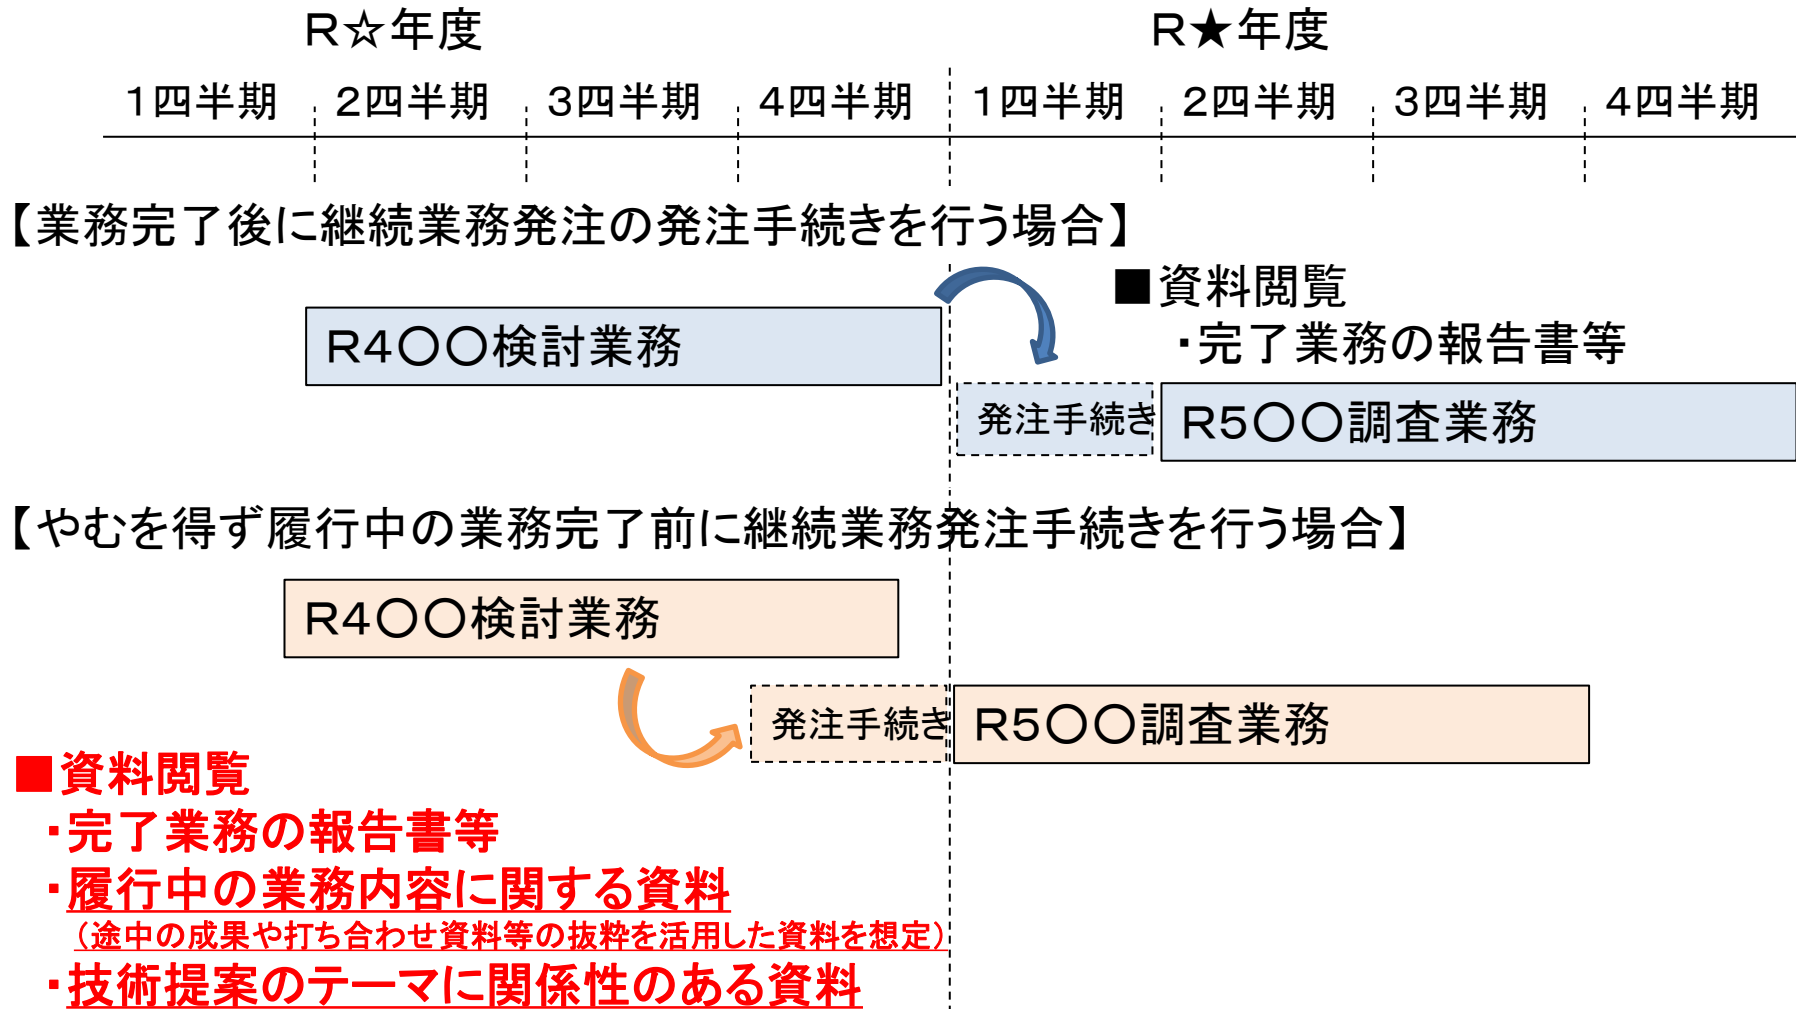 R☆年度 R★年度
1四半期 2四半期 3四半期 4四半期 1四半期 2四半期 3四半期 4四半期
【業務完了後に継続業務発注の発注手続きを行う場合】
■資料閲覧
・完了業務の報告書等
R4〇〇検討業務
発注手続き
R5〇〇調査業務
【やむを得ず履行中の業務完了前に継続業務発注手続きを行う場合】
R4〇〇検討業務
発注手続き
R5〇〇調査業務
■資料閲覧
・完了業務の報告書等
・履行中の業務内容に関する資料
（途中の成果や打ち合わせ資料等の抜粋を活用した資料を想定）
・技術提案のテーマに関係性のある資料